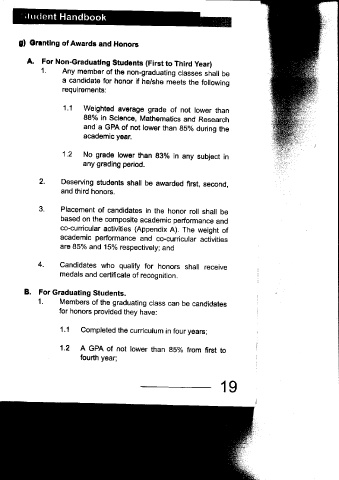 Student Handbook
g) Granting of Awards and Honors
A. For Non-Graduating Students (First to Third Year)
1. Any member of the non-graduating classes shall be
a candidate for honor if he/she meets the following
requirements:
1.1 Weighted average grade of not lower than
88% in Science, Mathematics and Research
and a GPA of not lower than 85% during the
academic year.
1.2 No grade lower than 83% in any subject in
any grading period.
2. Deserving students shall be awarded first, second,
and third honors.
3. Placement of candidates in the honor roll shall be
based on the composite academic performance and
co-curricular activities (Appendix A). The weight of
academic performance and co-curricular activities
are 85% and 15% respectively; and
4. Candidates who qualify for honors shall receive
medals and certificate of recognition.
B. For Graduating Students.
1. Members of the graduating class can be candidates
for honors provided they have:
1.1 Completed the curriculum in four years;
1.2 A GPA of not lower than 85% from first to
fourth year;
19